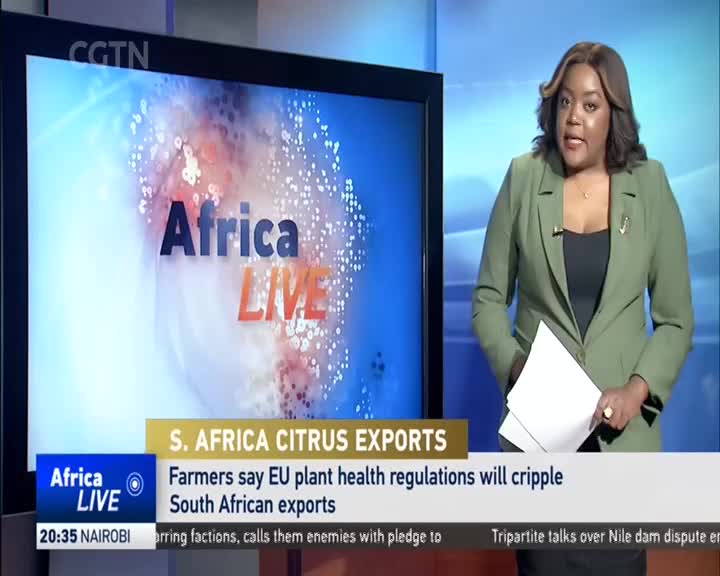 CGTN
Africa
LIVE
S. AFRICA CITRUS EXPORTS
Farmers say EU plant health regulations will cripple
South African exports
Africa
LIVE
20:35 NAIROBI
arring factions, calls them enemies with pledge to Tripartite talks over Nile dam dispute en